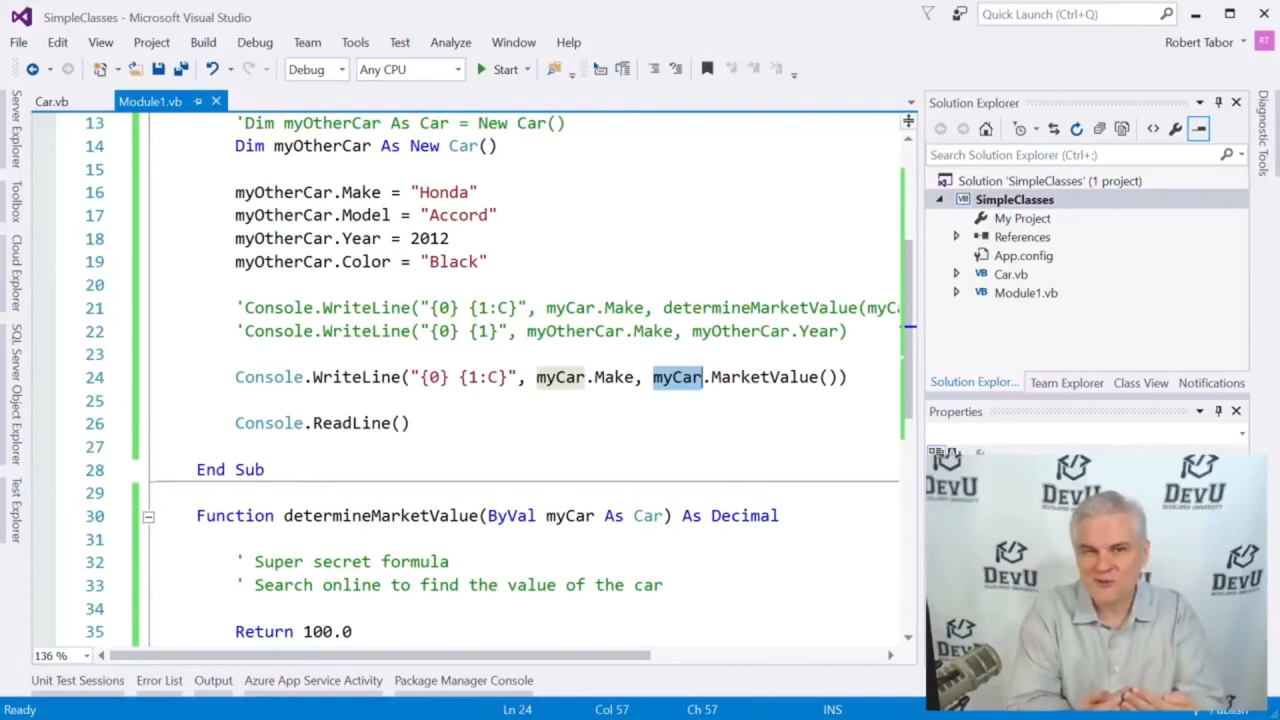 SimpleClasses - Microsoft Visual Studio
Quick Launch (Ctrl+Q)
File Edit View Project Build Debug Team Tools Test Analyze Window Help
Robert Tabor RT
Debug Any CPU Start
Car.vb Module1.vb
Server Explorer
Toolbox
Cloud Explorer
SQL Server Object Explorer
Test Explorer
13 'Dim myOtherCar As Car = New Car()
14 Dim myOtherCar As New Car()
15
16 myOtherCar.Make = "Honda"
17 myOtherCar.Model = "Accord"
18 myOtherCar.Year = 2012
19 myOtherCar.Color = "Black"
20
21 'Console.WriteLine("{0} {1:C}", myCar.Make, determineMarketValue(myCa
22 'Console.WriteLine("{0} {1}", myOtherCar.Make, myOtherCar.Year)
23
24 Console.WriteLine("{0} {1:C}", myCar.Make, myCar.MarketValue())
25
26 Console.ReadLine()
27
28 End Sub
29
30 Function determineMarketValue(ByVal myCar As Car) As Decimal
31
32 ' Super secret formula
33 ' Search online to find the value of the car
34
35 Return 100.0
136 %
Solution Explorer
Search Solution Explorer (Ctrl+;)
Solution 'SimpleClasses' (1 project)
VB SimpleClasses
My Project
References
App.config
VB Car.vb
VB Module1.vb
Solution Explor... Team Explorer Class View Notifications
Properties
Diagnostic Tools
DEVU DEVU DEVU
DEVELOPER UNIVERSITY
DEVU DEVU
DEVU
Unit Test Sessions Error List Output Azure App Service Activity Package Manager Console
Ready Ln 24 Col 57 Ch 57 INS Publish